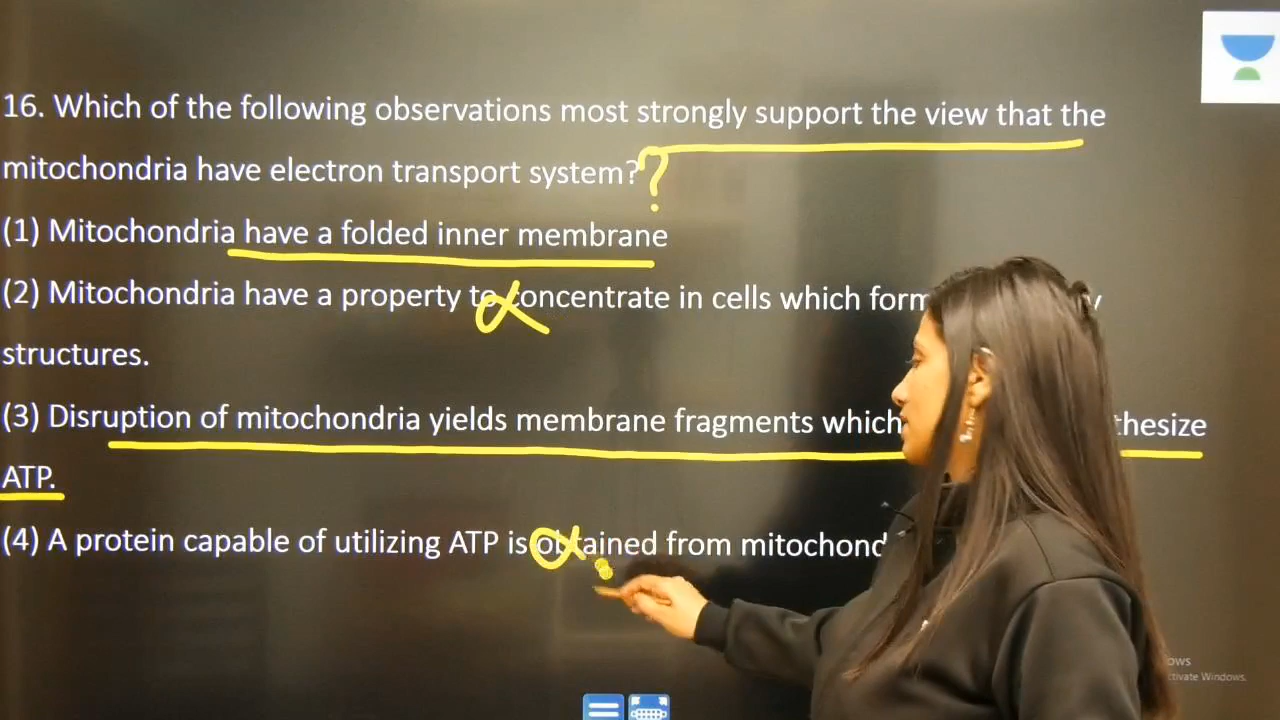 16. Which of the following observations most strongly support the view that the
mitochondria have electron transport system?
?
(1) Mitochondria have a folded inner membrane
(2) Mitochondria have a property to concentrate in cells which form
structures.
(3) Disruption of mitochondria yields membrane fragments which
ATP.
(4) A protein capable of utilizing ATP is obtained from